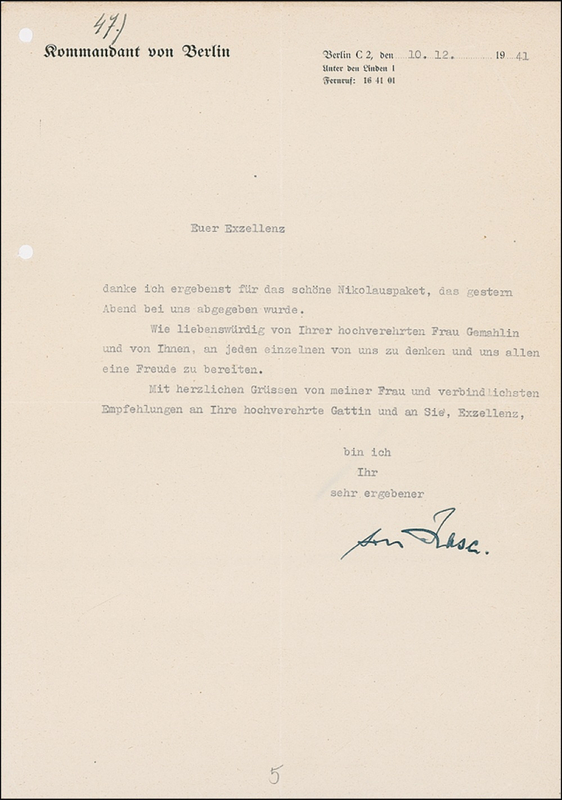 47.)
Kommandant von Berlin
Berlin C 2, den 10. 12. 19 41
Unter den Linden 1
Fernruf: 16 41 01
Euer Exzellenz
danke ich ergebenst für das schöne Nikolauspaket, das gestern
Abend bei uns abgegeben wurde.
Wie liebenswürdig von Ihrer hochverehrten Frau Gemahlin
und von Ihnen, an jeden einzelnen von uns zu denken und uns allen
eine Freude zu bereiten.
Mit herzlichen Grüssen von meiner Frau und verbindlichsten
Empfehlungen an Ihre hochverehrte Gattin und an Sie, Exzellenz,
bin ich
Ihr
sehr ergebener
von Hase.
5